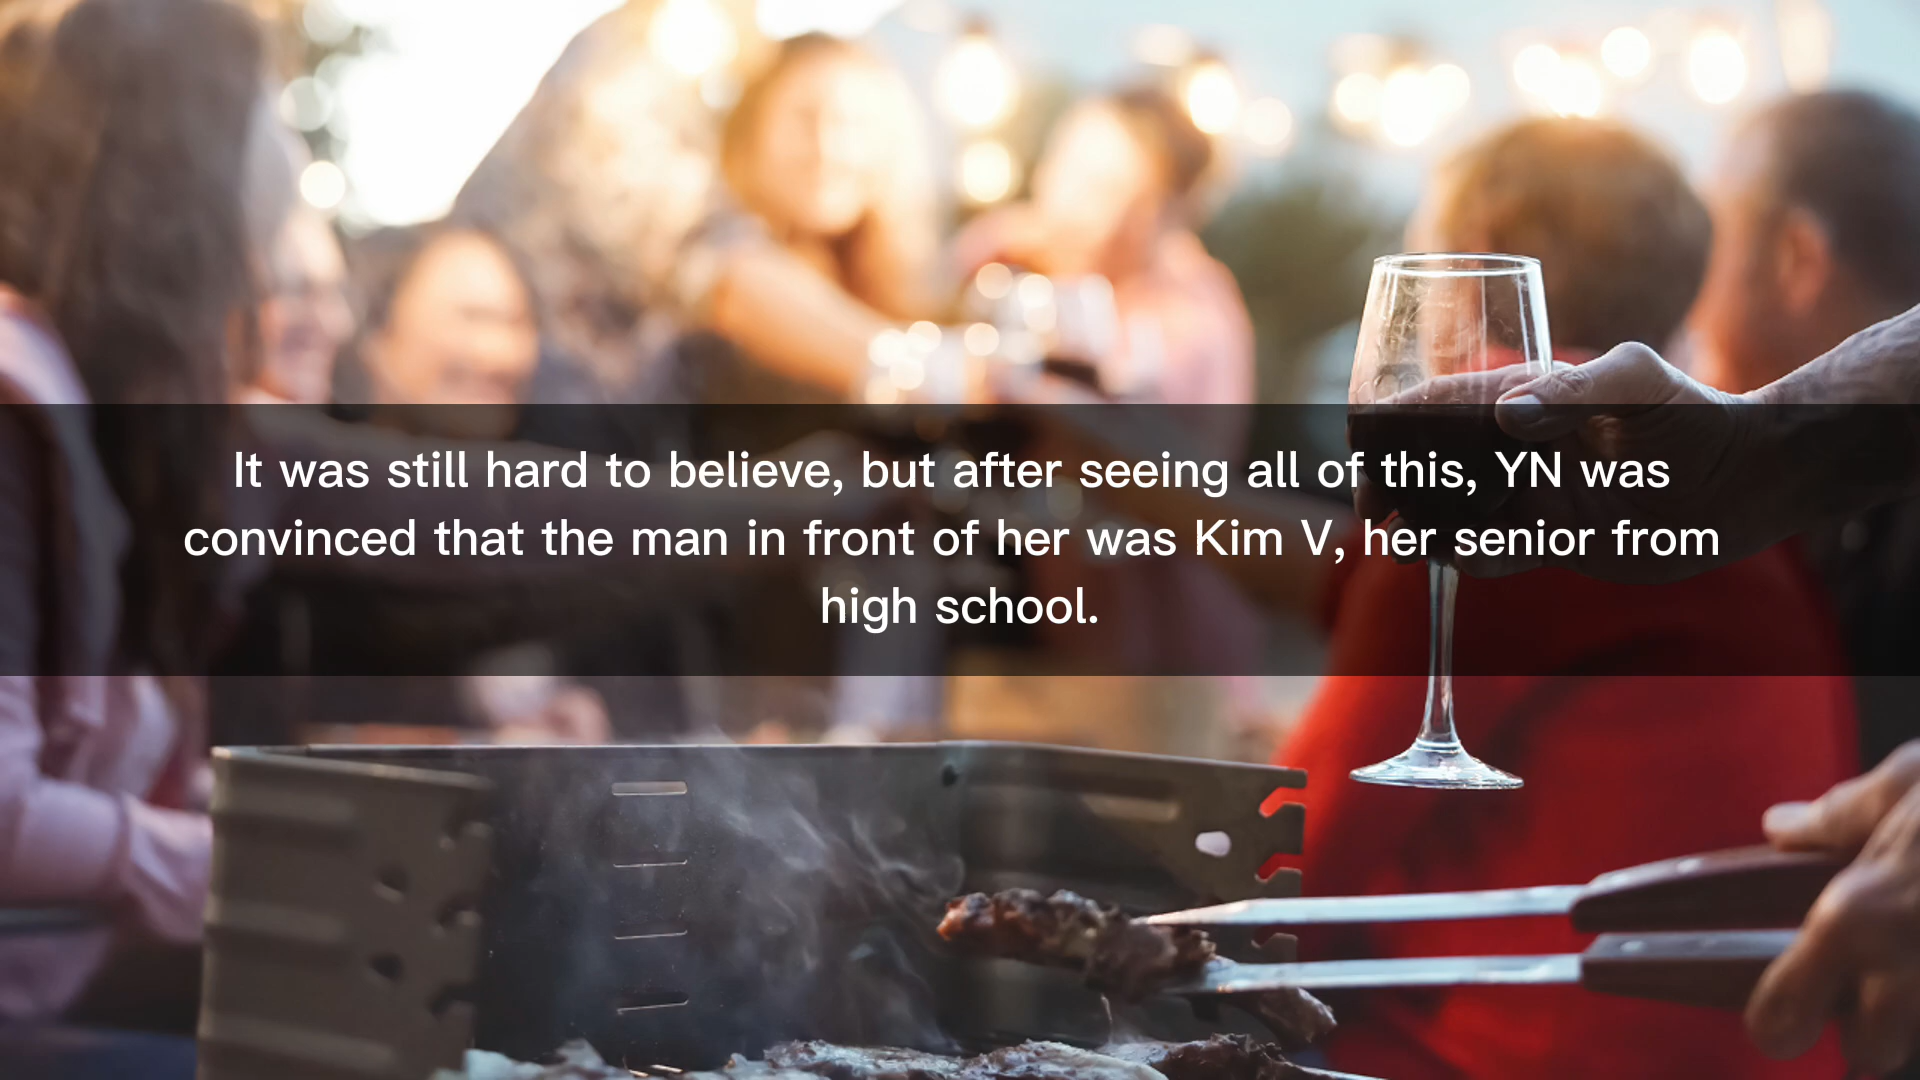 It was still hard to believe, but after seeing all of this, YN was
convinced that the man in front of her was Kim V, her senior from
high school.